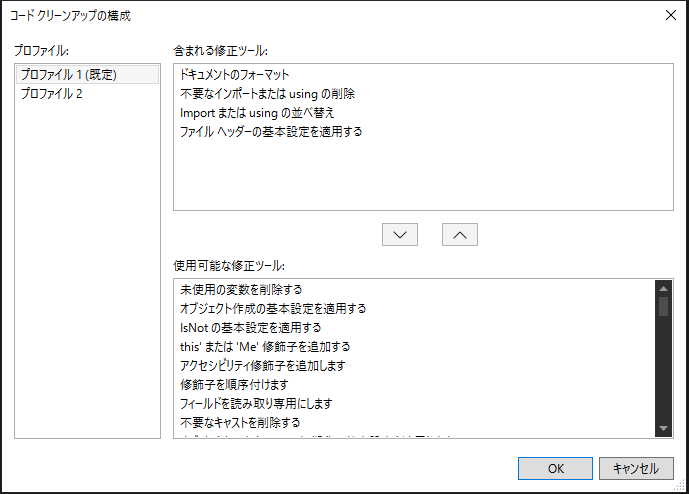 コード クリーンアップの構成
プロファイル:
プロファイル 1 (既定)
プロファイル 2
含まれる修正ツール:
ドキュメントのフォーマット
不要なインポートまたは using の削除
Import または using の並べ替え
ファイル ヘッダーの基本設定を適用する
使用可能な修正ツール:
未使用の変数を削除する
オブジェクト作成の基本設定を適用する
IsNot の基本設定を適用する
this' または 'Me' 修飾子を追加する
アクセシビリティ修飾子を追加します
修飾子を順序付けます
フィールドを読み取り専用にします
不要なキャストを削除する
OK
キャンセル